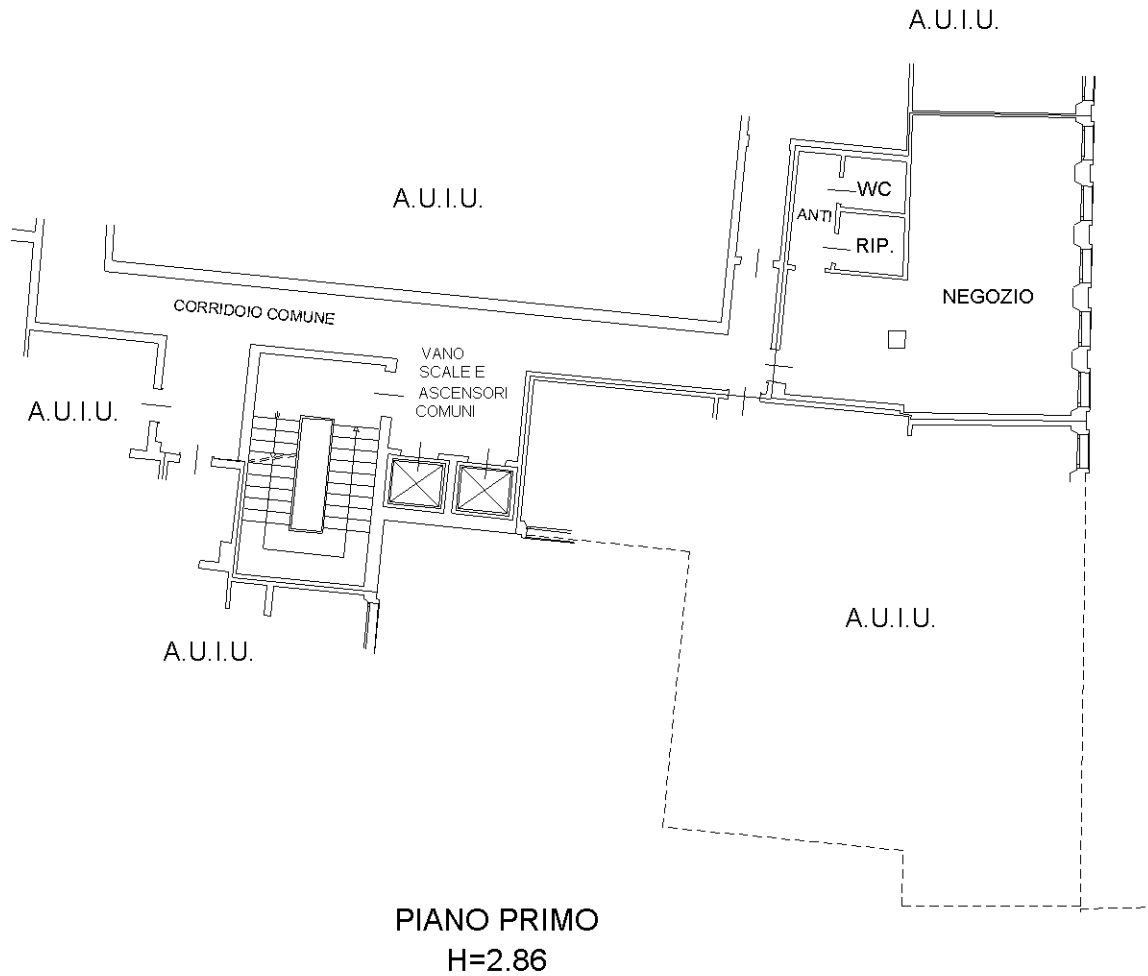 A.U.I.U.
A.U.I.U.
WC
ANTI
RIP.
NEGOZIO
CORRIDOIO COMUNE
VANO
SCALE E
ASCENSORI
COMUNI
A.U.I.U.
A.U.I.U.
A.U.I.U.
PIANO PRIMO
H=2.86